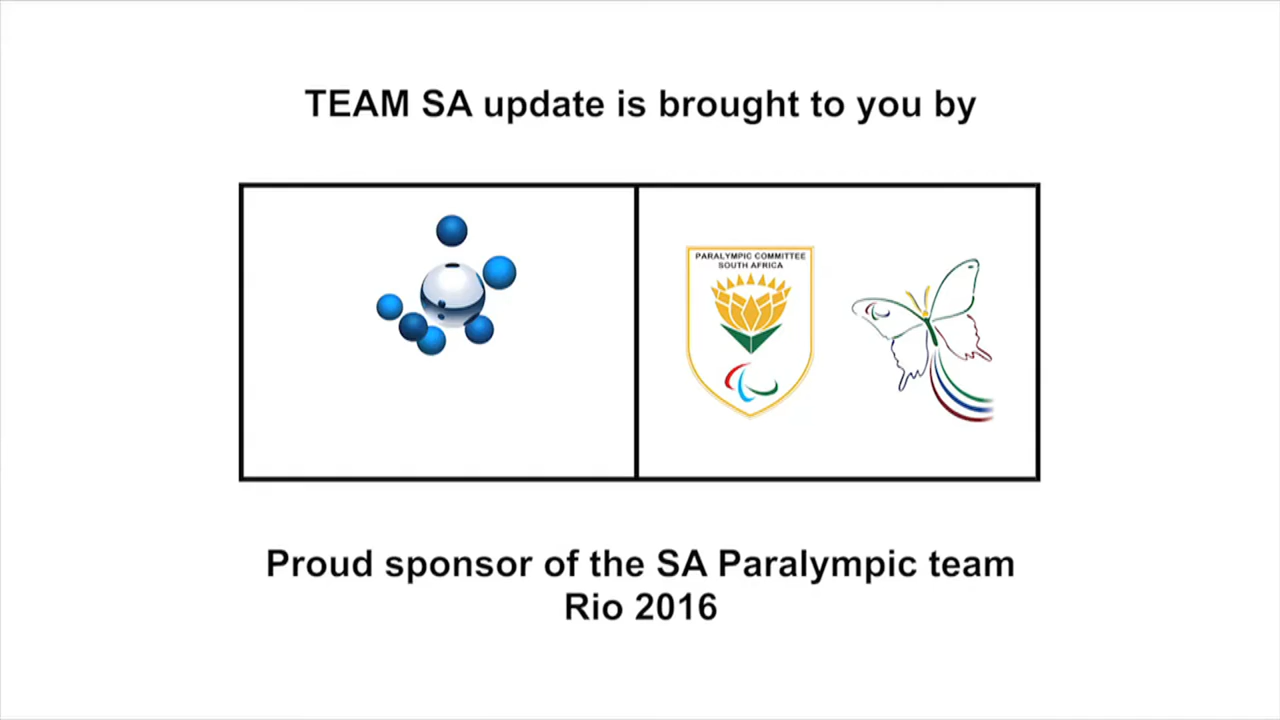 TEAM SA update is brought to you by
PARALYMPIC COMMITTEE
SOUTH AFRICA
Proud sponsor of the SA Paralympic team
Rio 2016